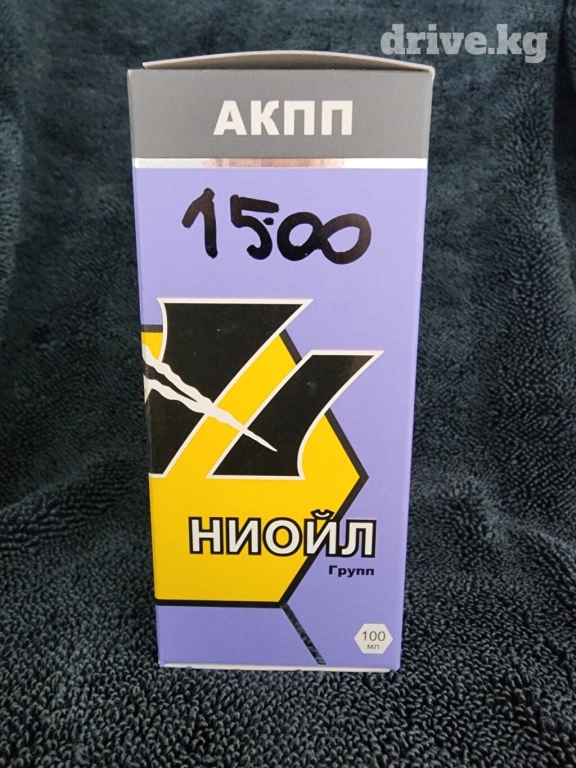 drive.kg
АКПП
1500
НИОЙЛ
Групп
100
мл